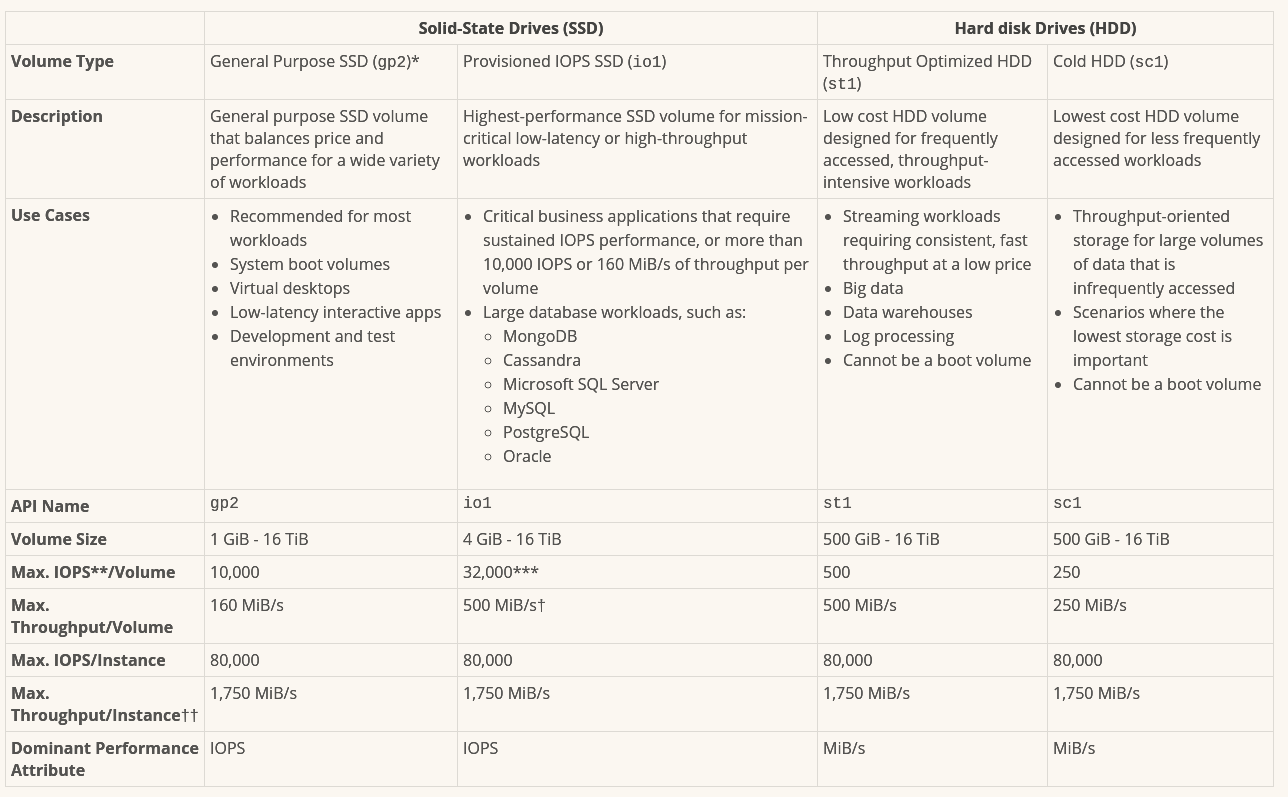 Solid-State Drives (SSD)
Hard disk Drives (HDD)
Volume Type
General Purpose SSD (gp2)*
Provisioned IOPS SSD (io1)
Throughput Optimized HDD
(st1)
Cold HDD (sc1)
Description
General purpose SSD volume
that balances price and
performance for a wide variety
of workloads
Highest-performance SSD volume for mission-
critical low-latency or high-throughput
workloads
Low cost HDD volume
designed for frequently
accessed, throughput-
intensive workloads
Lowest cost HDD volume
designed for less frequently
accessed workloads
Use Cases
• Recommended for most
workloads
• System boot volumes
• Virtual desktops
• Low-latency interactive apps
• Development and test
environments
• Critical business applications that require
sustained IOPS performance, or more than
10,000 IOPS or 160 MiB/s of throughput per
volume
• Large database workloads, such as:
◦ MongoDB
◦ Cassandra
◦ Microsoft SQL Server
◦ MySQL
◦ PostgreSQL
◦ Oracle
• Streaming workloads
requiring consistent, fast
throughput at a low price
• Big data
• Data warehouses
• Log processing
• Cannot be a boot volume
• Throughput-oriented
storage for large volumes
of data that is
infrequently accessed
• Scenarios where the
lowest storage cost is
important
• Cannot be a boot volume
API Name
gp2
io1
st1
sc1
Volume Size
1 GiB - 16 TiB
4 GiB - 16 TiB
500 GiB - 16 TiB
500 GiB - 16 TiB
Max. IOPS**/Volume
10,000
32,000***
500
250
Max.
Throughput/Volume
160 MiB/s
500 MiB/s†
500 MiB/s
250 MiB/s
Max. IOPS/Instance
80,000
80,000
80,000
80,000
Max.
Throughput/Instance††
1,750 MiB/s
1,750 MiB/s
1,750 MiB/s
1,750 MiB/s
Dominant Performance
Attribute
IOPS
IOPS
MiB/s
MiB/s